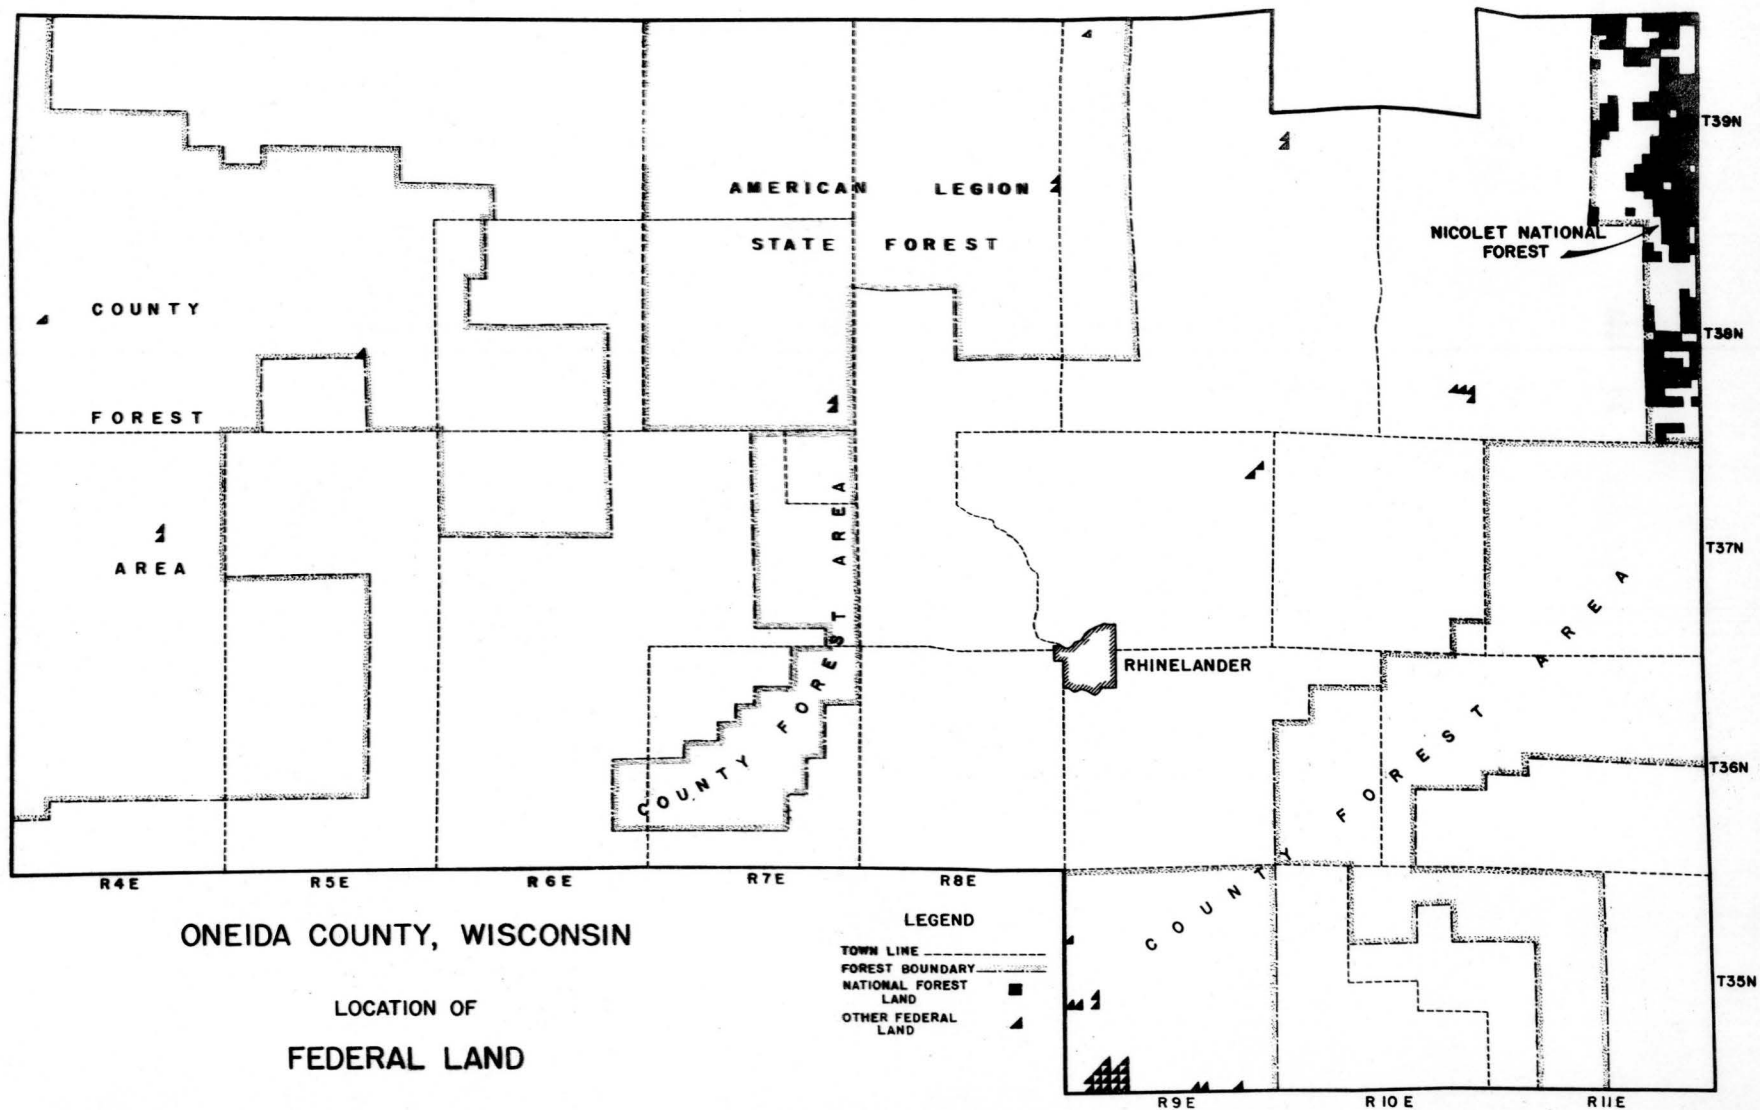 T39N
AMERICAN LEGION
STATE FOREST
NICOLET NATIONAL
FOREST
COUNTY
FOREST
AREA
T38N
T37N
COUNTY FOREST AREA
RHINELANDER
COUNTY FOREST AREA
T36N
R4E
R5E
R6E
R7E
R8E
ONEIDA COUNTY, WISCONSIN
LOCATION OF
FEDERAL LAND
LEGEND
TOWN LINE
FOREST BOUNDARY
NATIONAL FOREST
LAND
OTHER FEDERAL
LAND
T35N
R9E
R10E
R11E